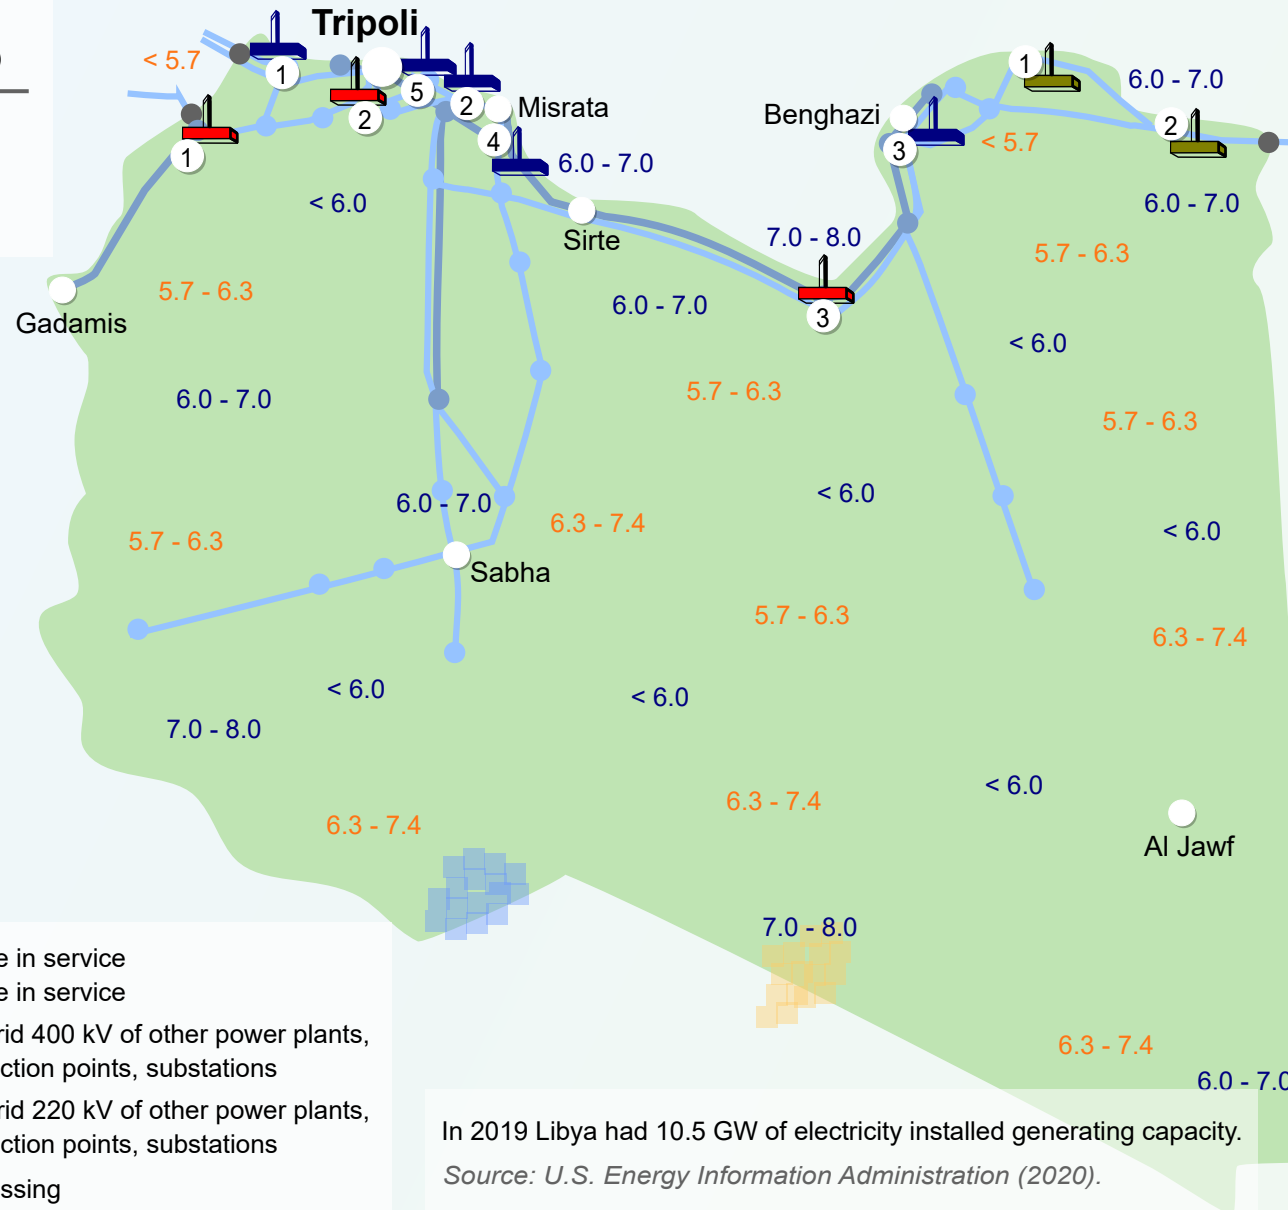 Tripoli
< 5.7
1
5
2
2
1
4
Misrata
6.0 - 7.0
Benghazi
3
1
< 5.7
6.0 - 7.0
2
6.0 - 7.0
< 6.0
Sirte
7.0 - 8.0
5.7 - 6.3
5.7 - 6.3
6.0 - 7.0
3
Gadamis
< 6.0
6.0 - 7.0
5.7 - 6.3
5.7 - 6.3
6.0 - 7.0
< 6.0
6.3 - 7.4
5.7 - 6.3
< 6.0
Sabha
5.7 - 6.3
6.3 - 7.4
< 6.0
< 6.0
7.0 - 8.0
< 6.0
6.3 - 7.4
6.3 - 7.4
Al Jawf
7.0 - 8.0
6.3 - 7.4
6.0 - 7.0
e in service
e in service
rid 400 kV of other power plants,
ction points, substations
rid 220 kV of other power plants,
ction points, substations
ssing
In 2019 Libya had 10.5 GW of electricity installed generating capacity.
Source: U.S. Energy Information Administration (2020).